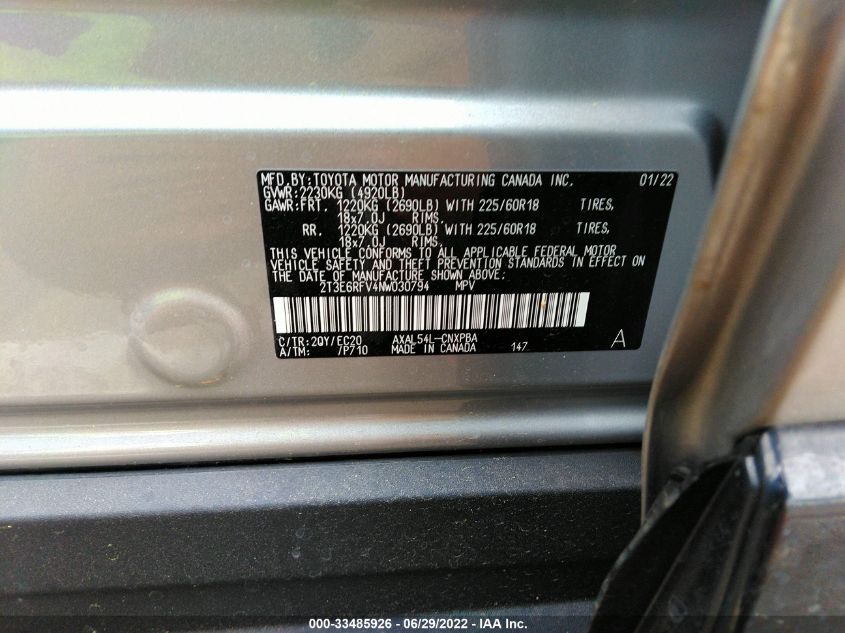 MFD.BY:TOYOTA MOTOR MANUFACTURING CANADA INC. 01/22
GVWR:2230KG (4920LB)
GAWR:FRT. 1220KG (2690LB) WITH 225/60R18 TIRES,
18x7.0J RIMS.
RR. 1220KG (2690LB) WITH 225/60R18 TIRES,
18x7.0J RIMS.
THIS VEHICLE CONFORMS TO ALL APPLICABLE FEDERAL MOTOR
VEHICLE SAFETY AND THEFT PREVENTION STANDARDS IN EFFECT ON
THE DATE OF MANUFACTURE SHOWN ABOVE.
2T3E6RFV4NW030794 MPV
C/TR:2QY/EC20 AXAL54L-CNXPBA
A/TM: /P710 MADE IN CANADA 147 A
000-33485926 - 06/29/2022 - IAA Inc.